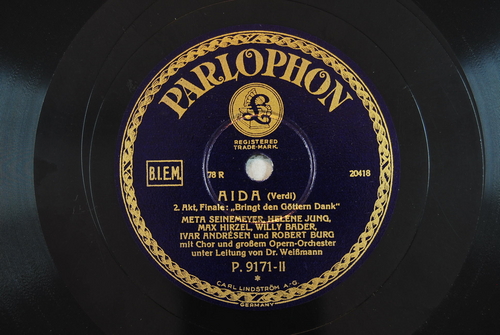 PARLOPHON
REGISTERED
TRADE-MARK.
B.I.E.M. 78 R 20418
AIDA (Verdi)
2. Akt, Finale: „Bringt den Göttern Dank“
META SEINEMEYER, HELENE JUNG,
MAX HIRZEL, WILLY BADER,
IVAR ANDRÉSEN und ROBERT BURG
mit Chor und großem Opern-Orchester
unter Leitung von Dr. Weißmann
P. 9171-II
*
CARL LINDSTRÖM A.-G.
GERMANY